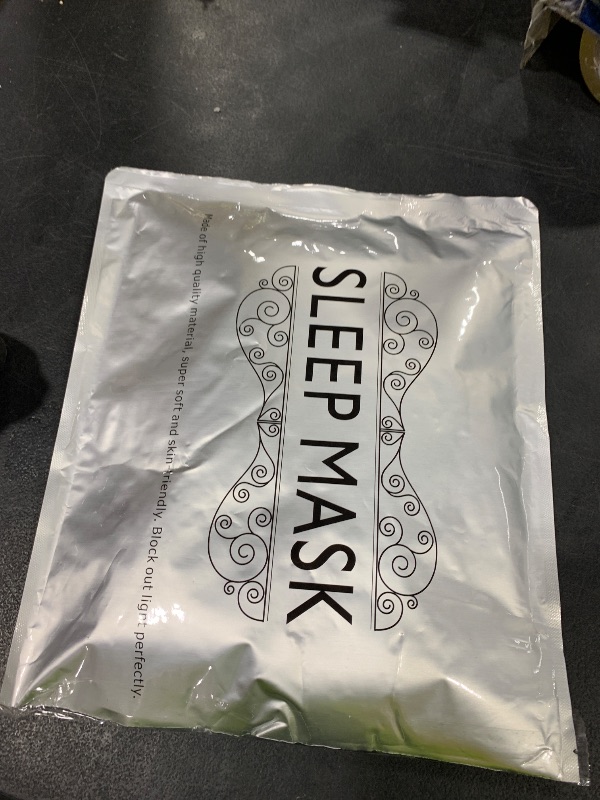 SLEEP MASK
Made of high quality material, super soft and skin-friendly. Block out light perfectly.